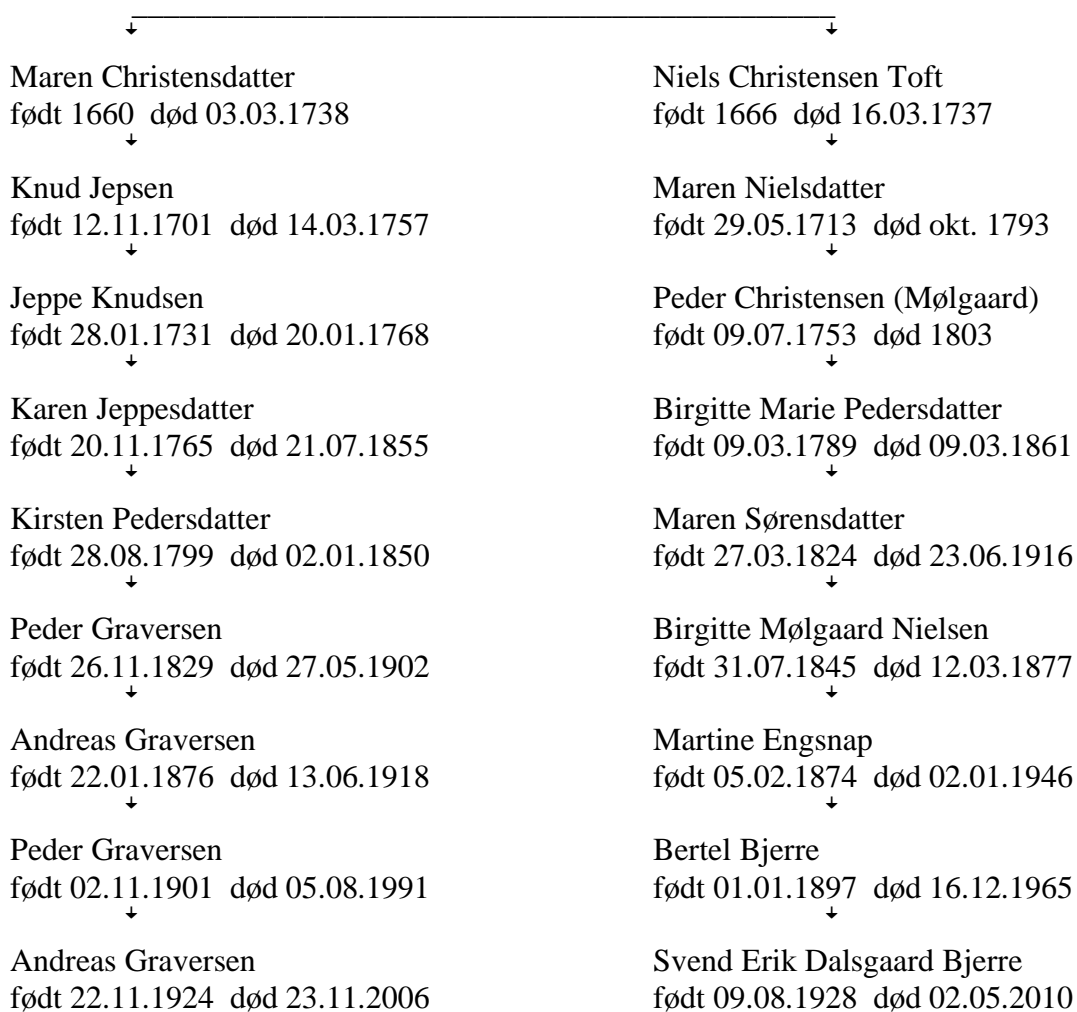 Maren Christensdatter
født 1660 død 03.03.1738
Knud Jepsen
født 12.11.1701 død 14.03.1757
Jeppe Knudsen
født 28.01.1731 død 20.01.1768
Karen Jeppesdatter
født 20.11.1765 død 21.07.1855
Kirsten Pedersdatter
født 28.08.1799 død 02.01.1850
Peder Graversen
født 26.11.1829 død 27.05.1902
Andreas Graversen
født 22.01.1876 død 13.06.1918
Peder Graversen
født 02.11.1901 død 05.08.1991
Andreas Graversen
født 22.11.1924 død 23.11.2006
Niels Christensen Toft
født 1666 død 16.03.1737
Maren Nielsdatter
født 29.05.1713 død okt. 1793
Peder Christensen (Mølgaard)
født 09.07.1753 død 1803
Birgitte Marie Pedersdatter
født 09.03.1789 død 09.03.1861
Maren Sørensdatter
født 27.03.1824 død 23.06.1916
Birgitte Mølgaard Nielsen
født 31.07.1845 død 12.03.1877
Martine Engsnap
født 05.02.1874 død 02.01.1946
Bertel Bjerre
født 01.01.1897 død 16.12.1965
Svend Erik Dalsgaard Bjerre
født 09.08.1928 død 02.05.2010